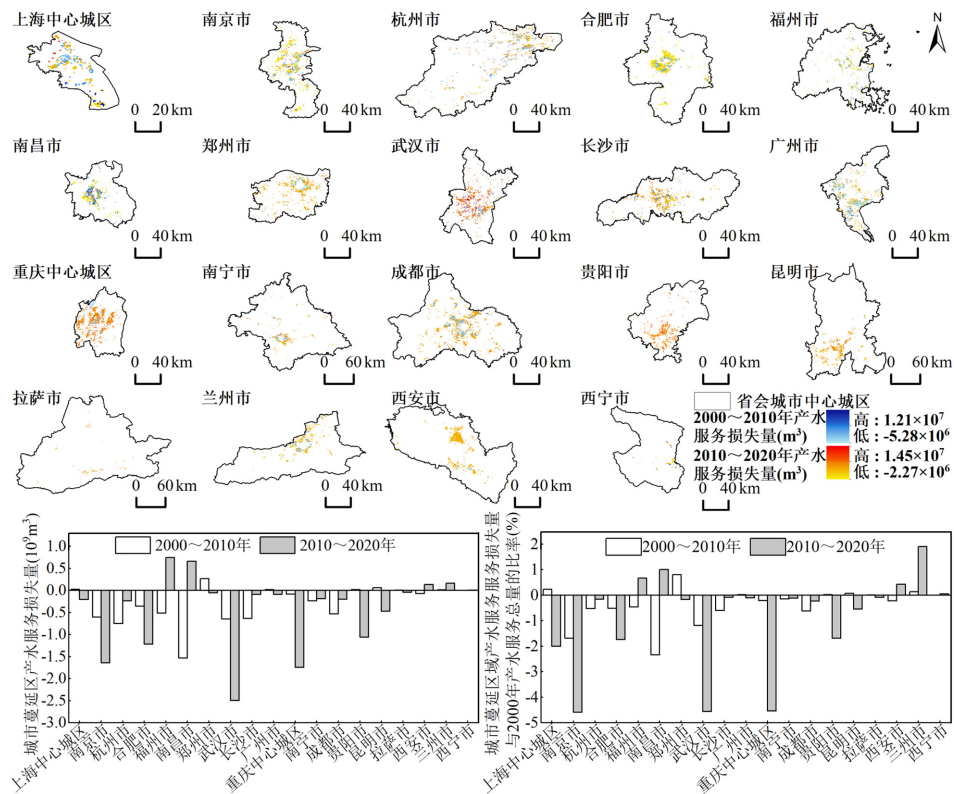 上海中心城区
南京市
杭州市
合肥市
福州市
N
0 20 km
0 40 km
0 40 km
0 40 km
0 40 km
南昌市
郑州市
武汉市
长沙市
广州市
0 40 km
0 40 km
0 40 km
0 40 km
0 40 km
重庆中心城区
南宁市
成都市
贵阳市
昆明市
0 40 km
0 60 km
0 40 km
0 40 km
0 40 km
拉萨市
兰州市
西安市
西宁市
0 60 km
0 40 km
0 40 km
0 40 km
省会城市中心城区
2000～2010年产水
服务损失量(m³)
高：1.21×10⁷
低：-5.28×10⁶
2010～2020年产水
服务损失量(m³)
高：1.45×10⁷
低：-2.27×10⁶
城市蔓延区产水服务损失量(10⁹m³)
1.0
0.5
0.0
-0.5
-1.0
-1.5
-2.0
-2.5
-3.0
2000～2010年
2010～2020年
上海中心城区
南京市
杭州市
合肥市
福州市
南昌市
郑州市
武汉市
长沙市
广州市
重庆中心城区
南宁市
成都市
贵阳市
昆明市
拉萨市
西安市
兰州市
西宁市
城市蔓延区域产水服务服务损失量
与2000年产水服务总量的比率(%)
2
1
0
-1
-2
-3
-4
-5
2000～2010年
2010～2020年
上海中心城区
南京市
杭州市
合肥市
福州市
南昌市
郑州市
武汉市
长沙市
广州市
重庆中心城区
南宁市
成都市
贵阳市
昆明市
拉萨市
西安市
兰州市
西宁市